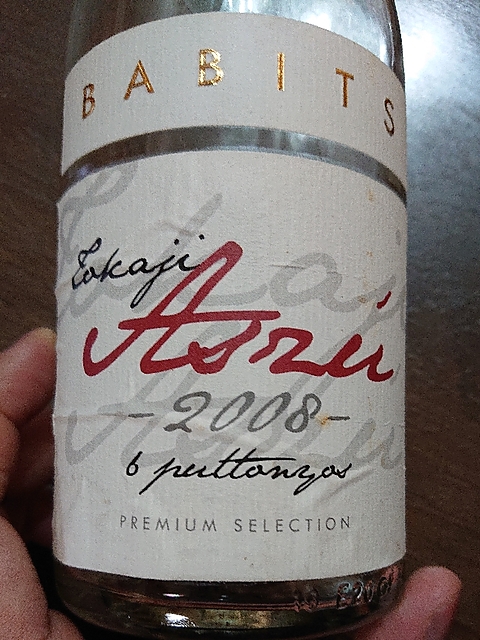 BABITS
Tokaji
Aszú
-2008-
6 puttonyos
PREMIUM SELECTION